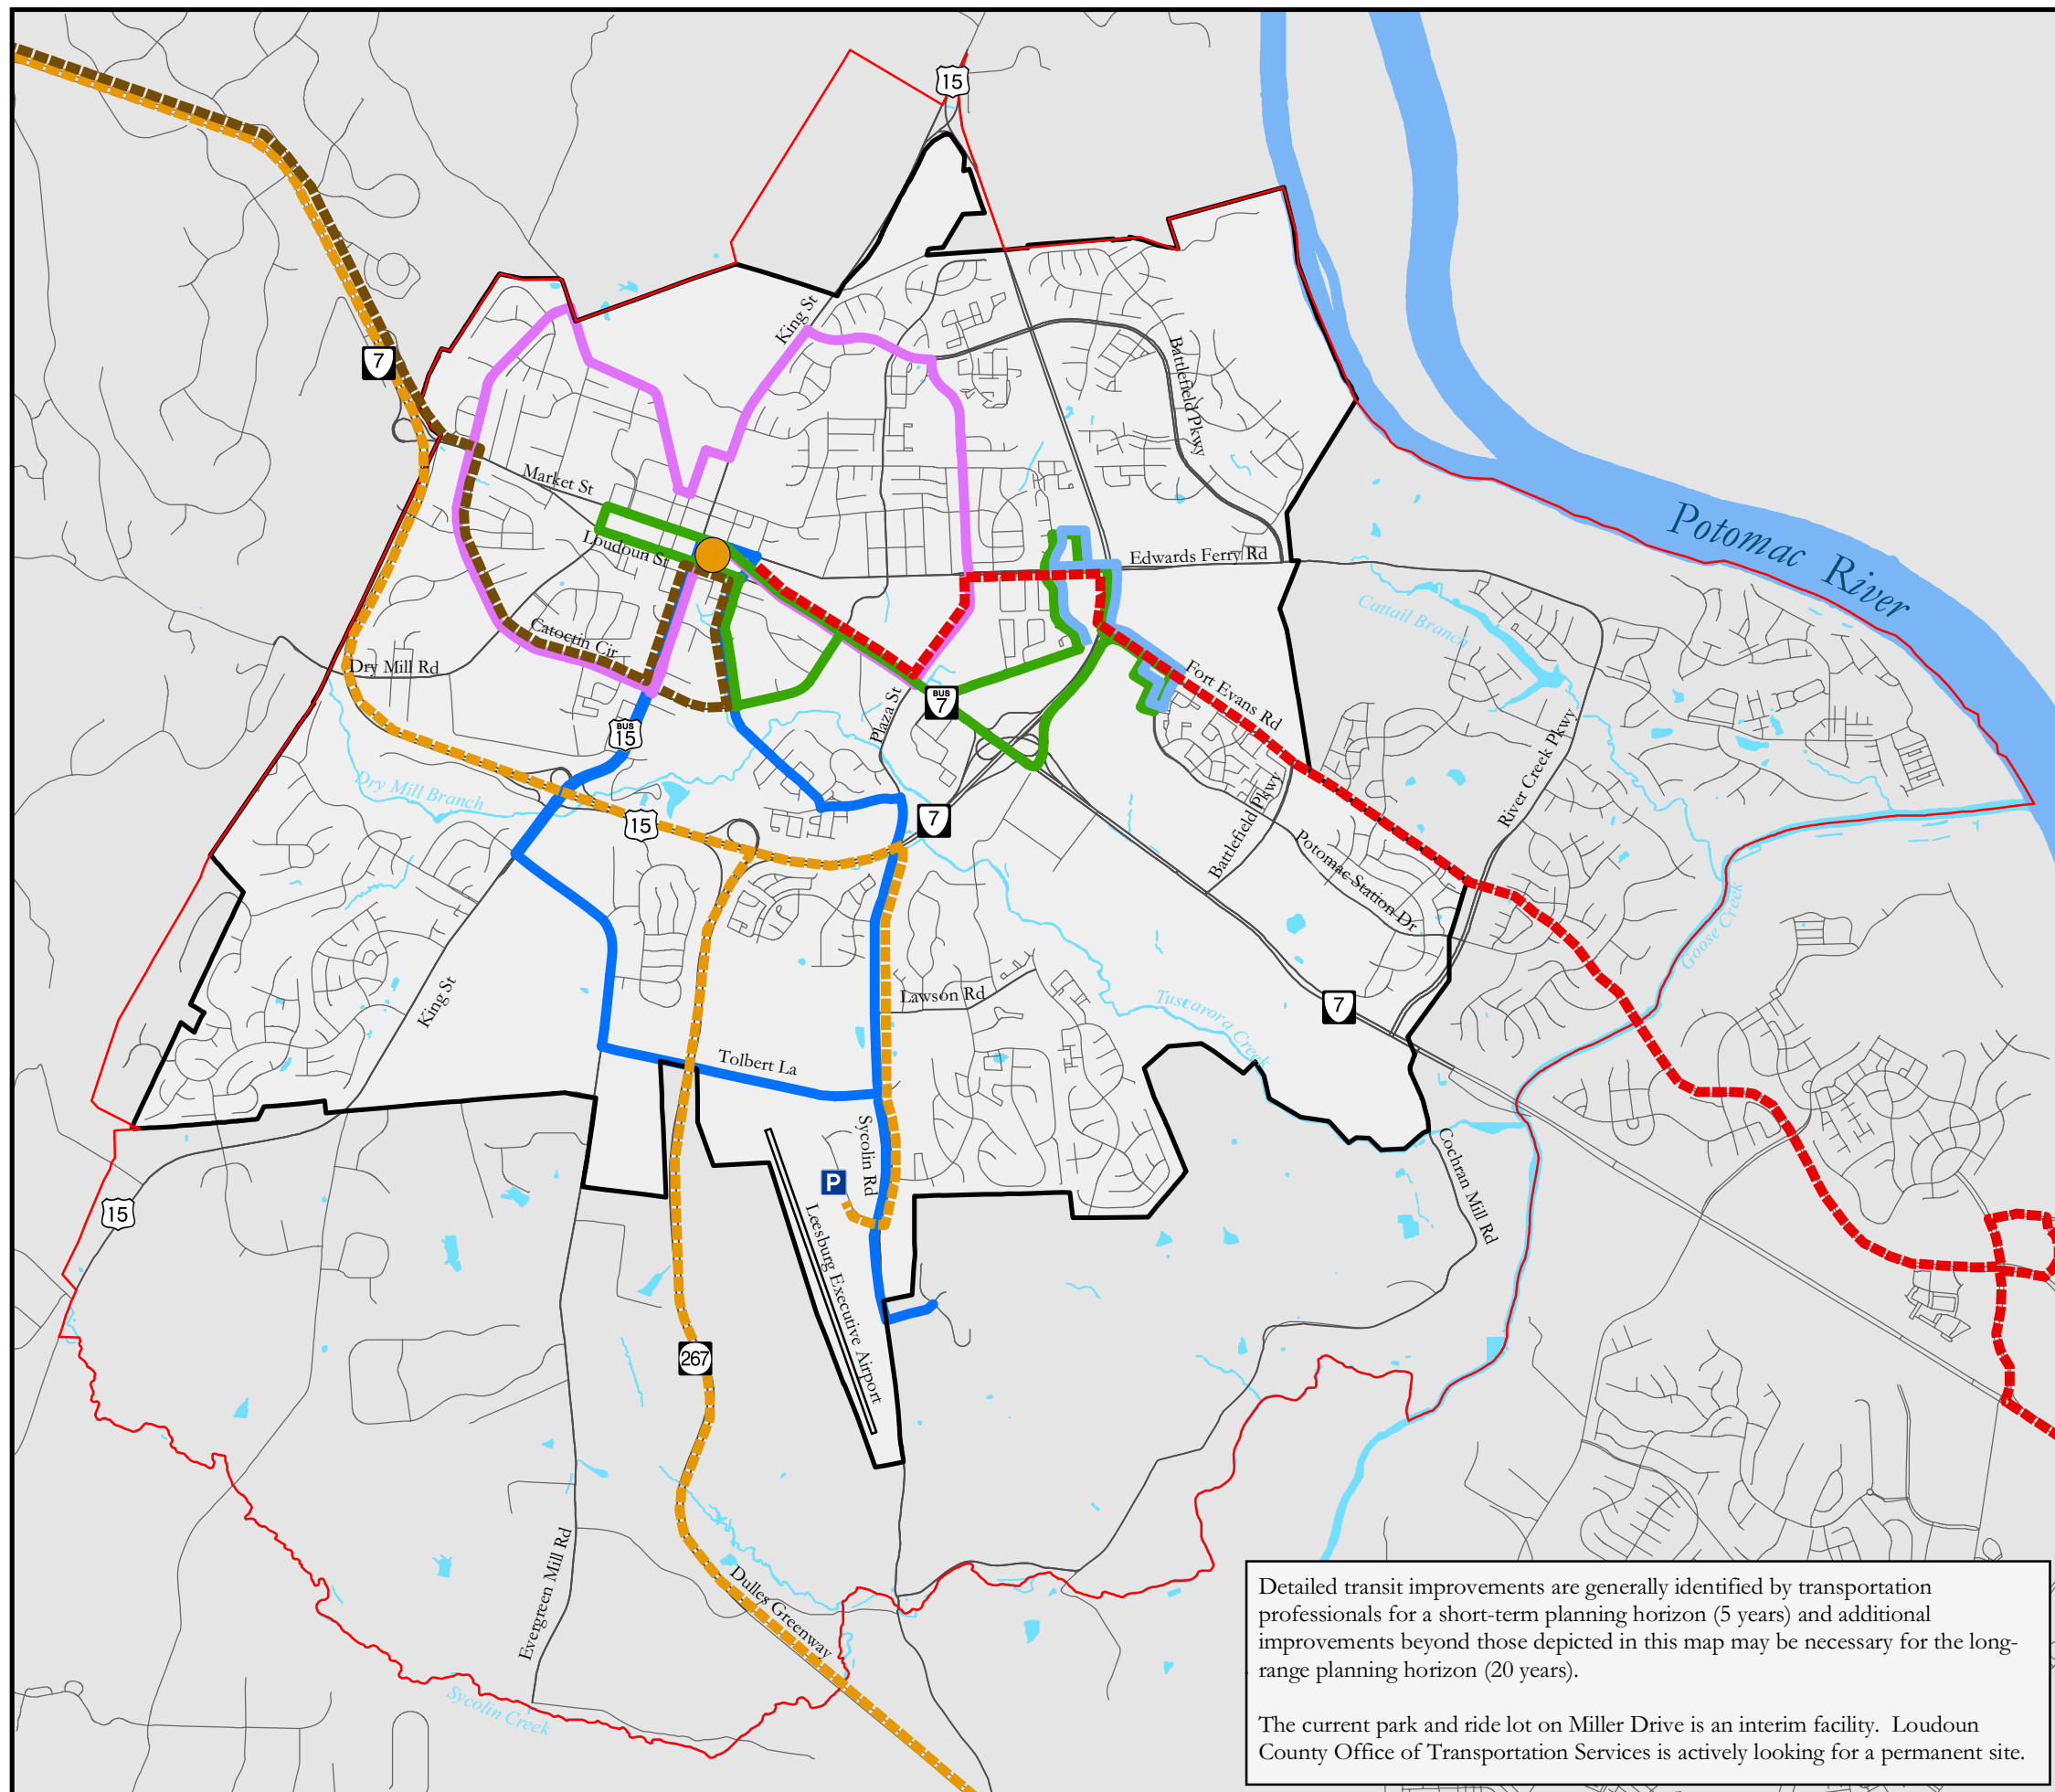 15
King St
Battlefield Pkwy
7
Market St
Potomac River
Loudoun St
Edwards Ferry Rd
Cattail Branch
Catoctin Cir
Dry Mill Rd
Fort Evans Rd
BUS
7
Plaza St
BUS
15
River Creek Pkwy
Dry Mill Branch
15
7
Battlefield Pkwy
Potomac Station Dr
Goose Creek
King St
Lawson Rd
Tuscarora Creek
7
Tolbert La
Sycolin Rd
Cochran Mill Rd
P
15
Leesburg Executive Airport
267
Evergreen Mill Rd
Dulles Greenway
Sycolin Creek
Detailed transit improvements are generally identified by transportation
professionals for a short-term planning horizon (5 years) and additional
improvements beyond those depicted in this map may be necessary for the long-
range planning horizon (20 years).
The current park and ride lot on Miller Drive is an interim facility.  Loudoun
County Office of Transportation Services is actively looking for a permanent site.